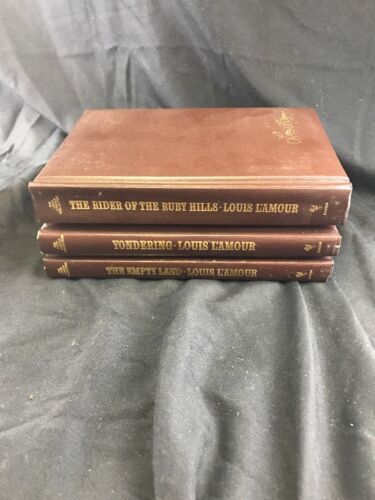 THE RIDER OF THE RUBY HILLS · LOUIS L'AMOUR
YONDERING · LOUIS L'AMOUR
THE EMPTY LAND · LOUIS L'AMOUR